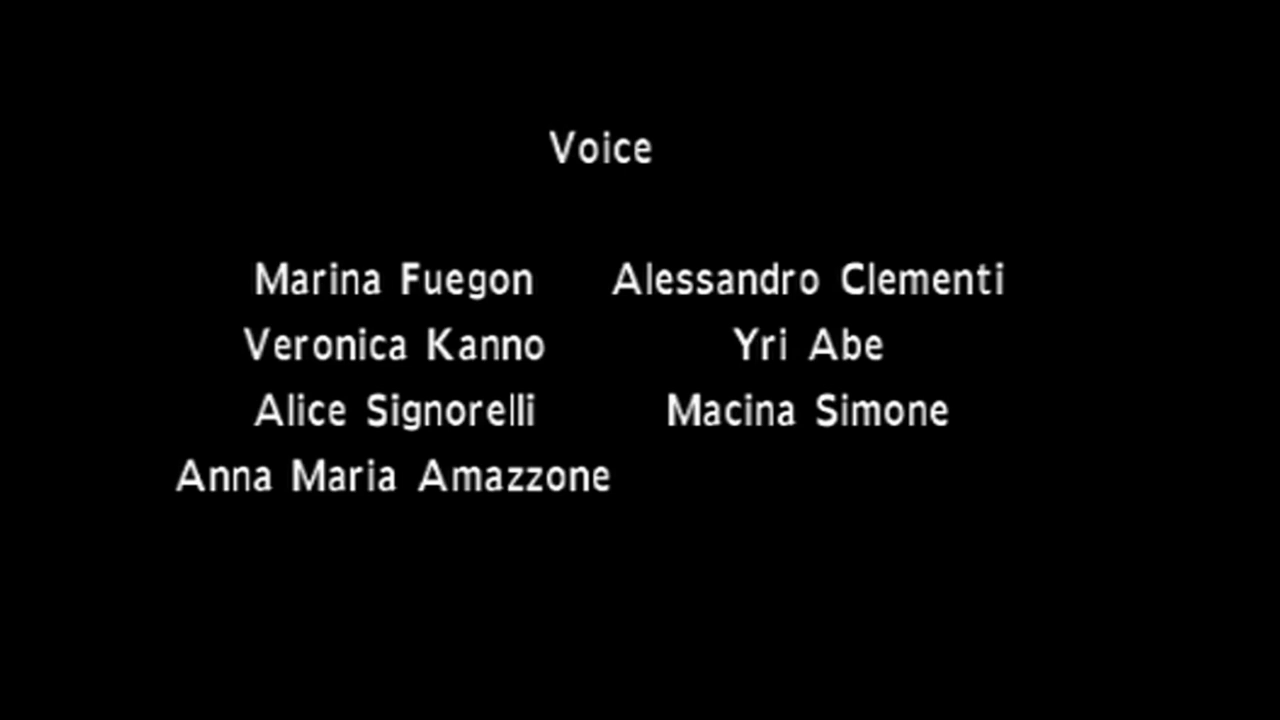 Voice
Marina Fuegon Alessandro Clementi
Veronica Kanno Yri Abe
Alice Signorelli Macina Simone
Anna Maria Amazzone